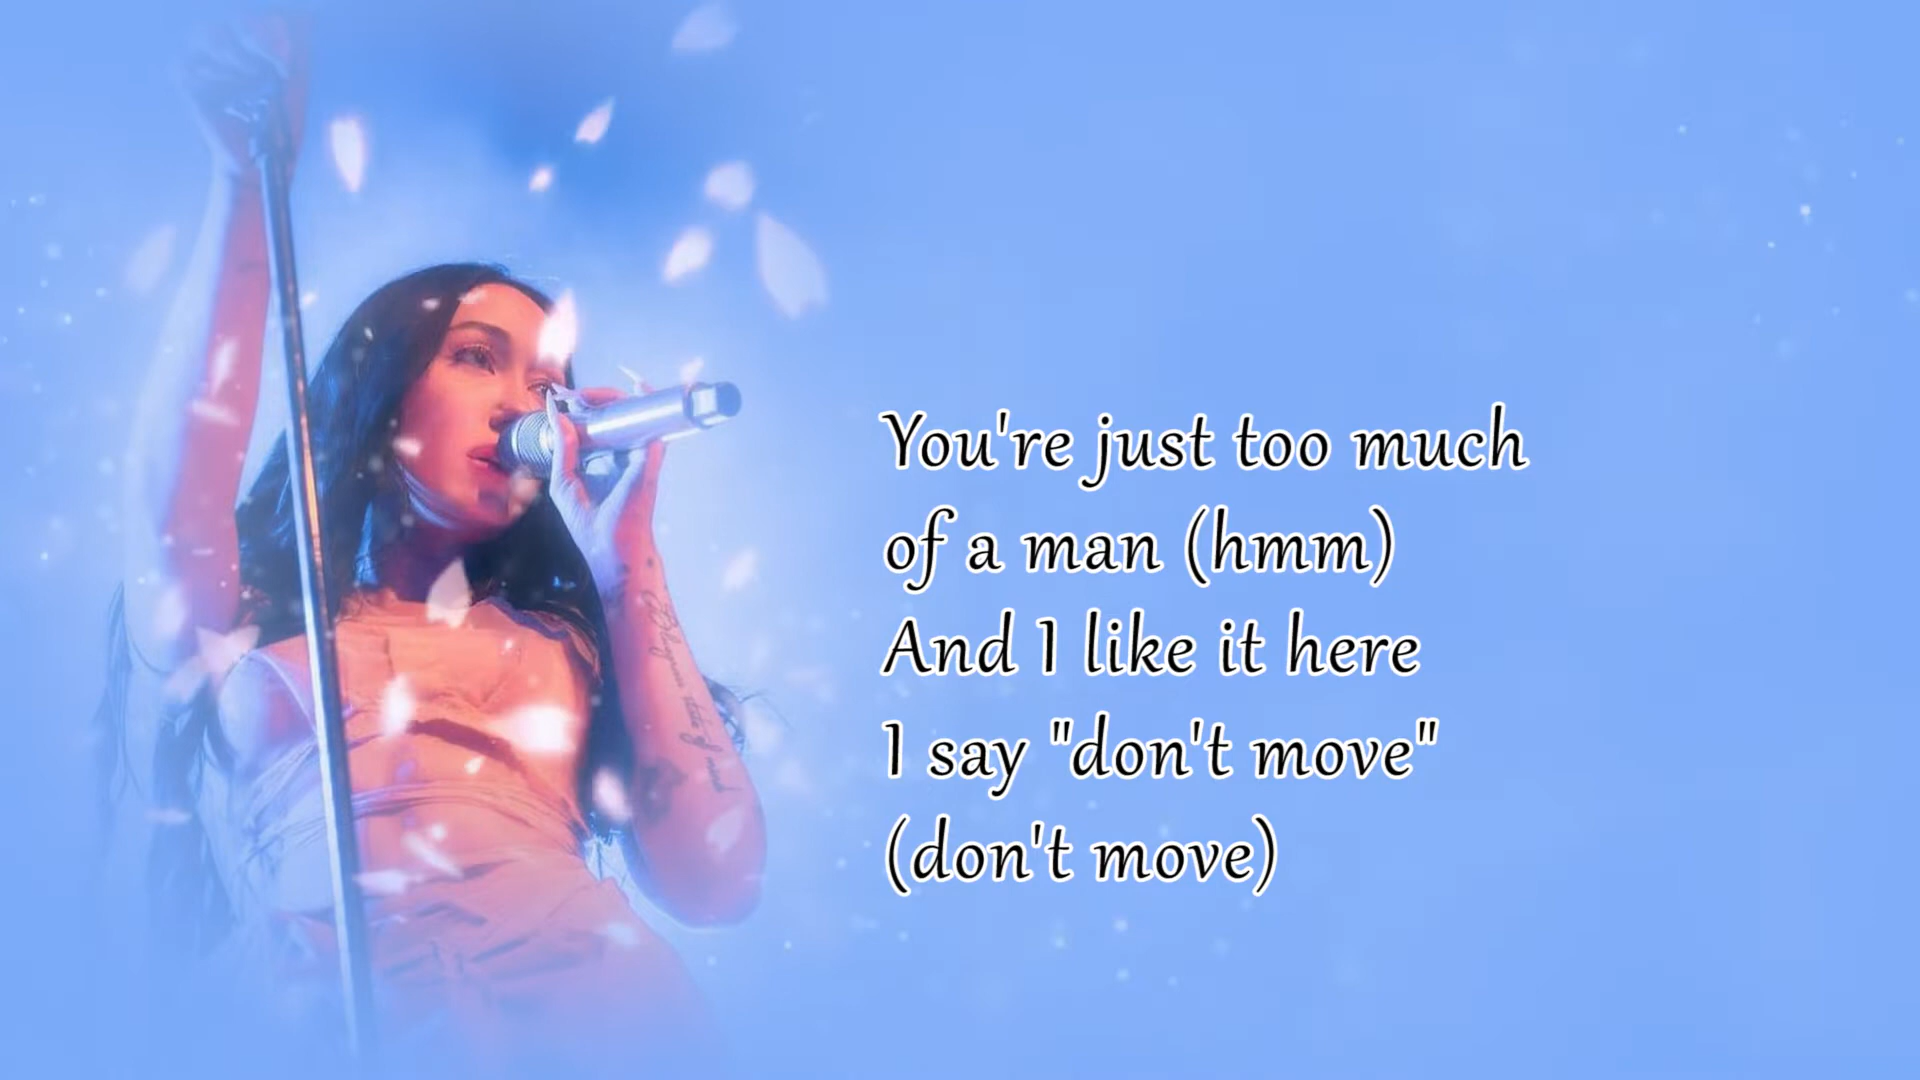 You're just too much
of a man (hmm)
And I like it here
I say "don't move"
(don't move)